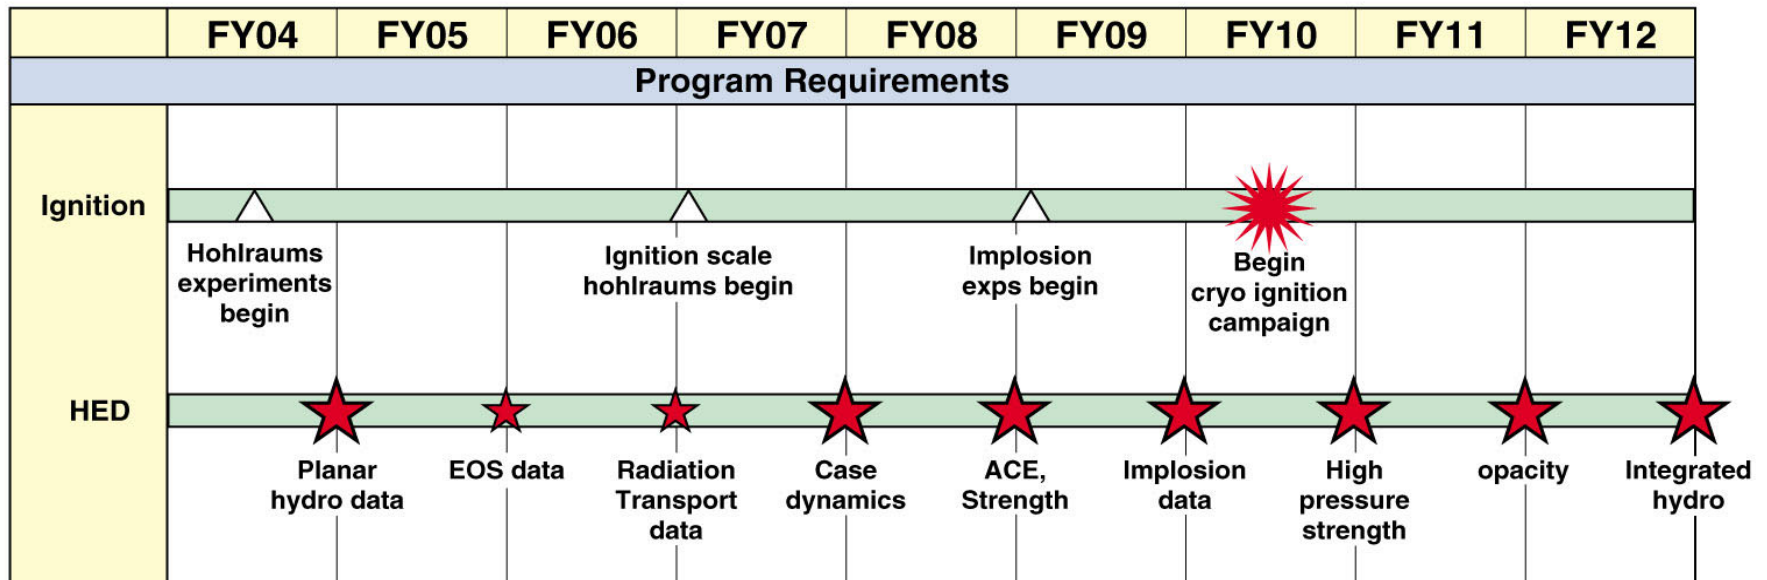 FY04 FY05 FY06 FY07 FY08 FY09 FY10 FY11 FY12
Program Requirements
Ignition
Hohlraums
experiments
begin
Ignition scale
hohlraums begin
Implosion
exps begin
Begin
cryo ignition
campaign
HED
Planar
hydro data
EOS data
Radiation
Transport
data
Case
dynamics
ACE,
Strength
Implosion
data
High
pressure
strength
opacity
Integrated
hydro